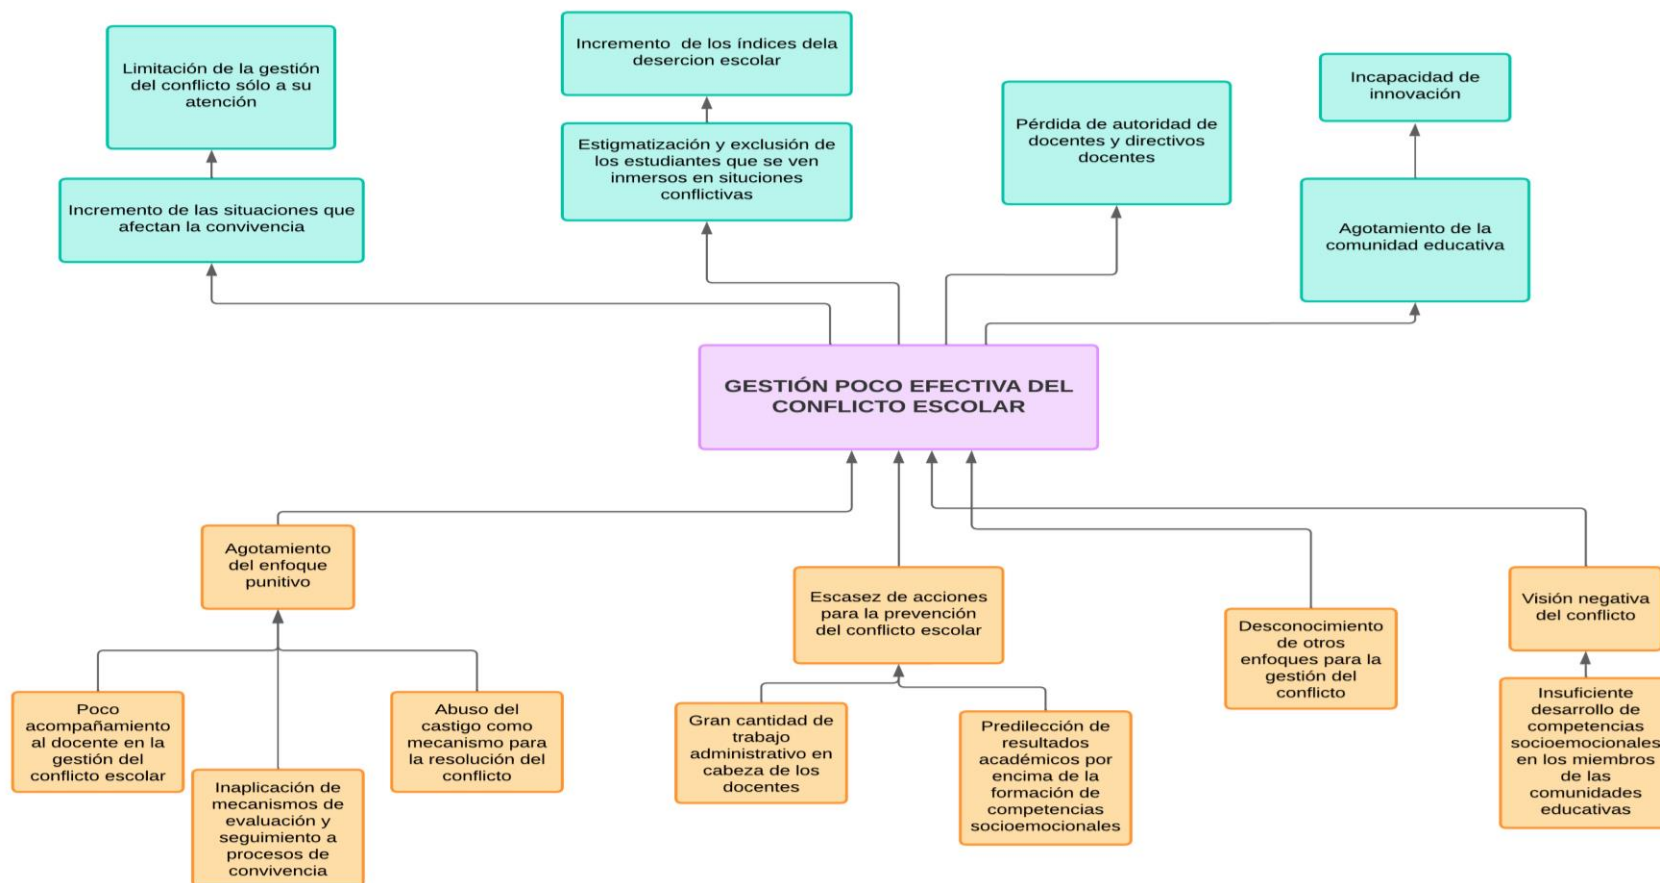 Limitación de la gestión
del conflicto sólo a su
atención
Incremento de las situaciones que
afectan la convivencia
Incremento de los índices dela
desercion escolar
Estigmatización y exclusión de
los estudiantes que se ven
inmersos en situciones
conflictivas
Pérdida de autoridad de
docentes y directivos
docentes
Incapacidad de
innovación
Agotamiento de la
comunidad educativa
GESTIÓN POCO EFECTIVA DEL
CONFLICTO ESCOLAR
Agotamiento
del enfoque
punitivo
Escasez de acciones
para la prevención
del conflicto escolar
Desconocimiento
de otros
enfoques para la
gestión del
conflicto
Visión negativa
del conflicto
Poco
acompañamiento
al docente en la
gestión del
conflicto escolar
Inaplicación de
mecanismos de
evaluación y
seguimiento a
procesos de
convivencia
Abuso del
castigo como
mecanismo para
la resolución del
conflicto
Gran cantidad de
trabajo
administrativo en
cabeza de los
docentes
Predilección de
resultados
académicos por
encima de la
formación de
competencias
socioemocionales
Insuficiente
desarrollo de
competencias
socioemocionales
en los miembros
de las
comunidades
educativas